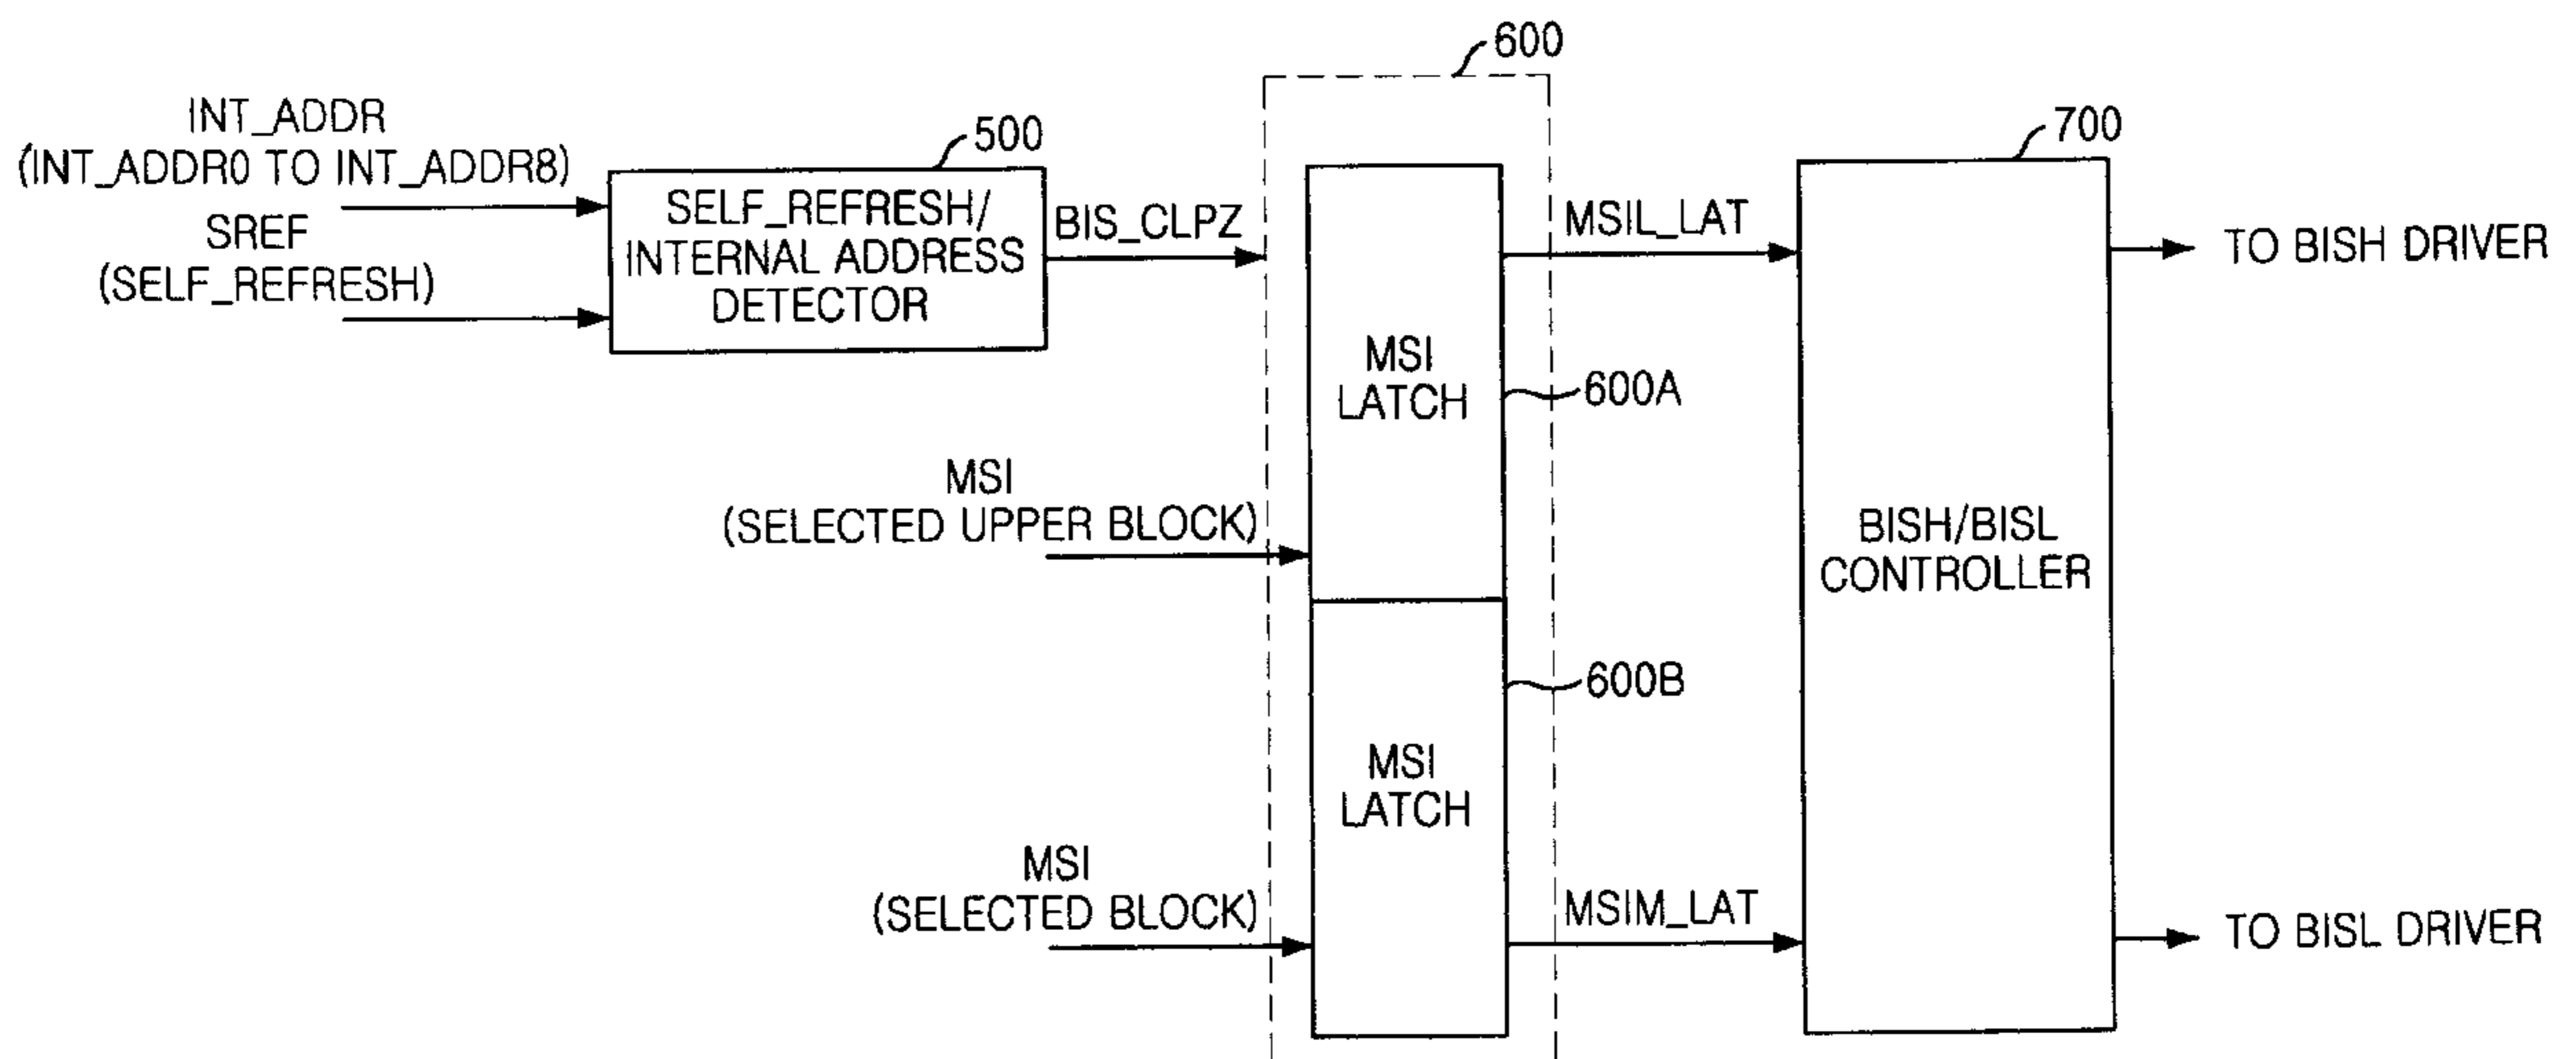 600
INT_ADDR
(INT_ADDR0 TO INT_ADDR8)
SREF
(SELF_REFRESH)
500
SELF_REFRESH/
INTERNAL ADDRESS
DETECTOR
BIS_CLPZ
MSI
(SELECTED UPPER BLOCK)
MSI
(SELECTED BLOCK)
MSI
LATCH
600A
MSI
LATCH
600B
MSIL_LAT
MSIM_LAT
700
BISH/BISL
CONTROLLER
TO BISH DRIVER
TO BISL DRIVER